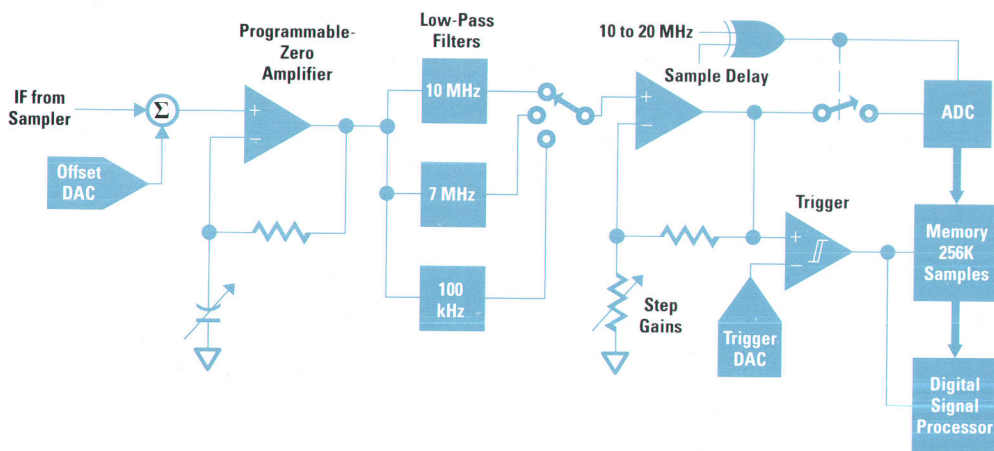 Programmable-
Zero
Amplifier
Low-Pass
Filters
10 to 20 MHz
Sample Delay
IF from
Sampler
Σ
+
−
10 MHz
+
−
ADC
Offset
DAC
7 MHz
Trigger
+
−
Memory
256K
Samples
100
kHz
Step
Gains
Trigger
DAC
Digital
Signal
Processor